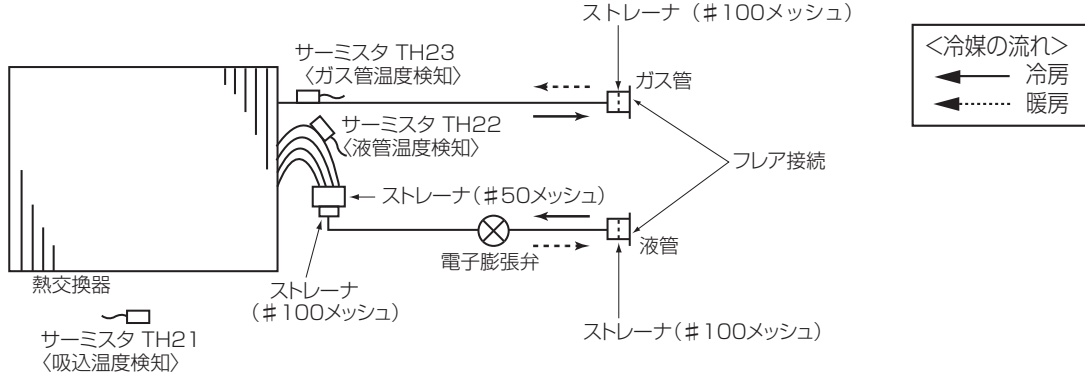 ストレーナ（♯100メッシュ）
サーミスタ TH23
〈ガス管温度検知〉
ガス管
サーミスタ TH22
〈液管温度検知〉
フレア接続
ストレーナ（♯50メッシュ）
液管
電子膨張弁
熱交換器
ストレーナ
（♯100メッシュ）
ストレーナ（♯100メッシュ）
サーミスタ TH21
〈吸込温度検知〉
＜冷媒の流れ＞
冷房
暖房